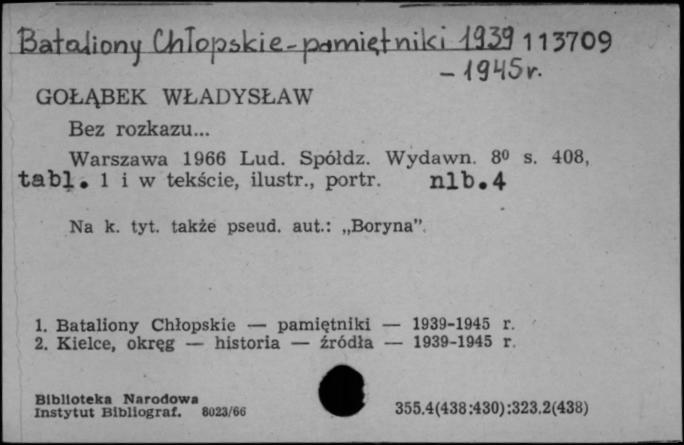 Bataliony Chłopskie - pamiętniki 1939 113709
- 1945 r.
GOŁĄBEK WŁADYSŁAW
Bez rozkazu...
Warszawa 1966 Lud. Spółdz. Wydawn. 8⁰ s. 408,
tabl. 1 i w tekście, ilustr., portr. nlb.4
Na k. tyt. także pseud. aut.: „Boryna”.
1. Bataliony Chłopskie — pamiętniki — 1939-1945 r.
2. Kielce, okręg — historia — źródła — 1939-1945 r.
Biblioteka Narodowa
Instytut Bibliograf. 8023/66
355.4(438:430):323.2(438)